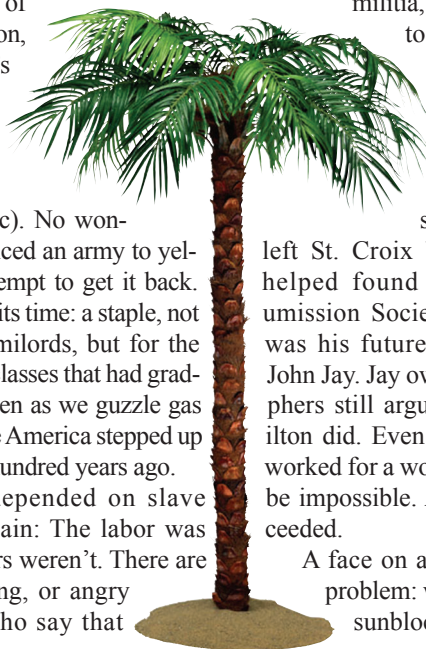 of
on,
s
c). No won-
ced an army to yel-
empt to get it back.
its time: a staple, not
milords, but for the
lasses that had grad-
en as we guzzle gas
e America stepped up
undred years ago.
epended on slave
ain: The labor was
rs weren’t. There are
ng, or angry
ho say that
militia,
to
s
left St. Croix
helped found
umission Socie
was his future
John Jay. Jay ov
phers still argu
ilton did. Even
worked for a wo
be impossible.
ceeded.
A face on a
problem: w
sunbloc